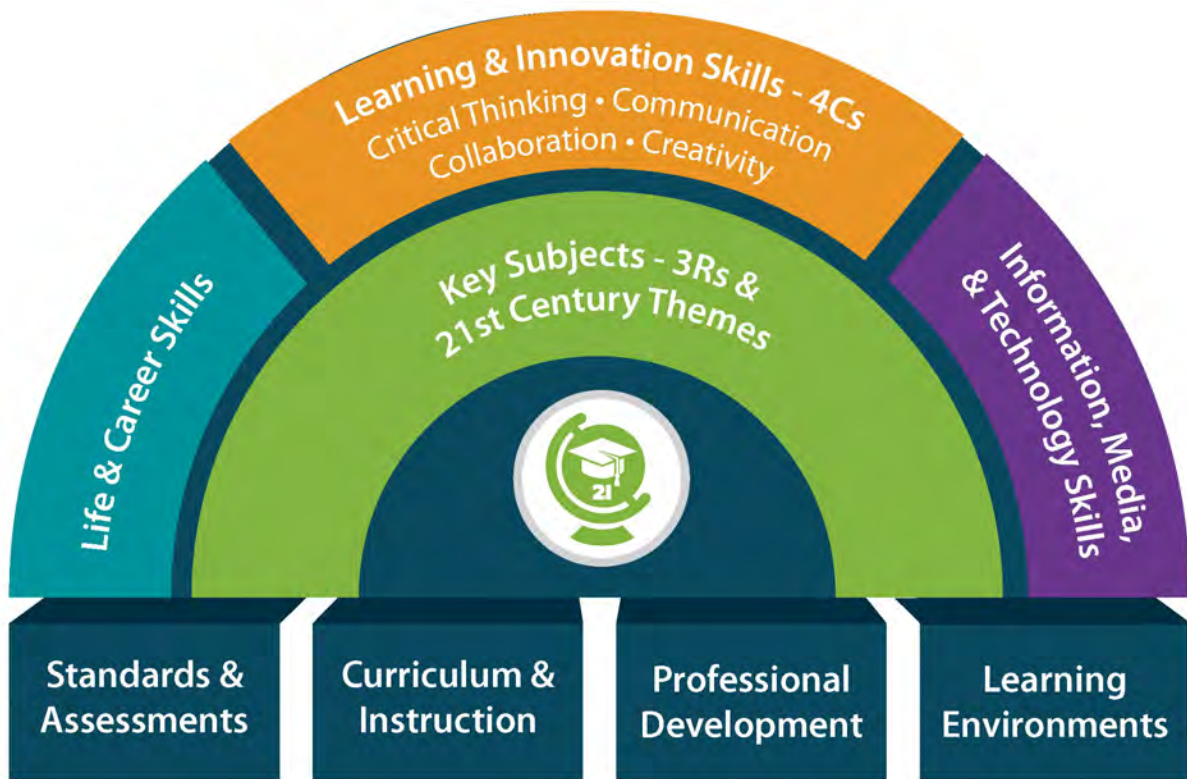 Learning & Innovation Skills - 4Cs
Critical Thinking • Communication
Collaboration • Creativity
Life & Career Skills
Key Subjects - 3Rs &
21st Century Themes
Information, Media,
& Technology Skills
21
Standards &
Assessments
Curriculum &
Instruction
Professional
Development
Learning
Environments